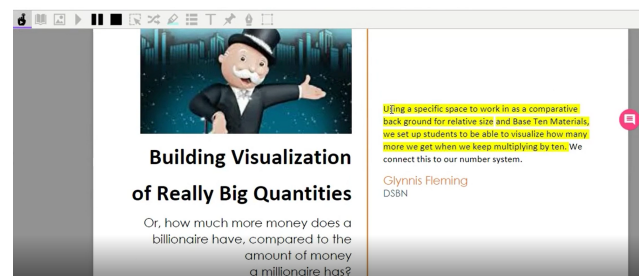 Building Visualization
of Really Big Quantities
Or, how much more money does a
billionaire have, compared to the
amount of money
a millionaire has?
Using a specific space to work in as a comparative
back ground for relative size and Base Ten Materials,
we set up students to be able to visualize how many
more we get when we keep multiplying by ten. We
connect this to our number system.
Glynnis Fleming
DSBN